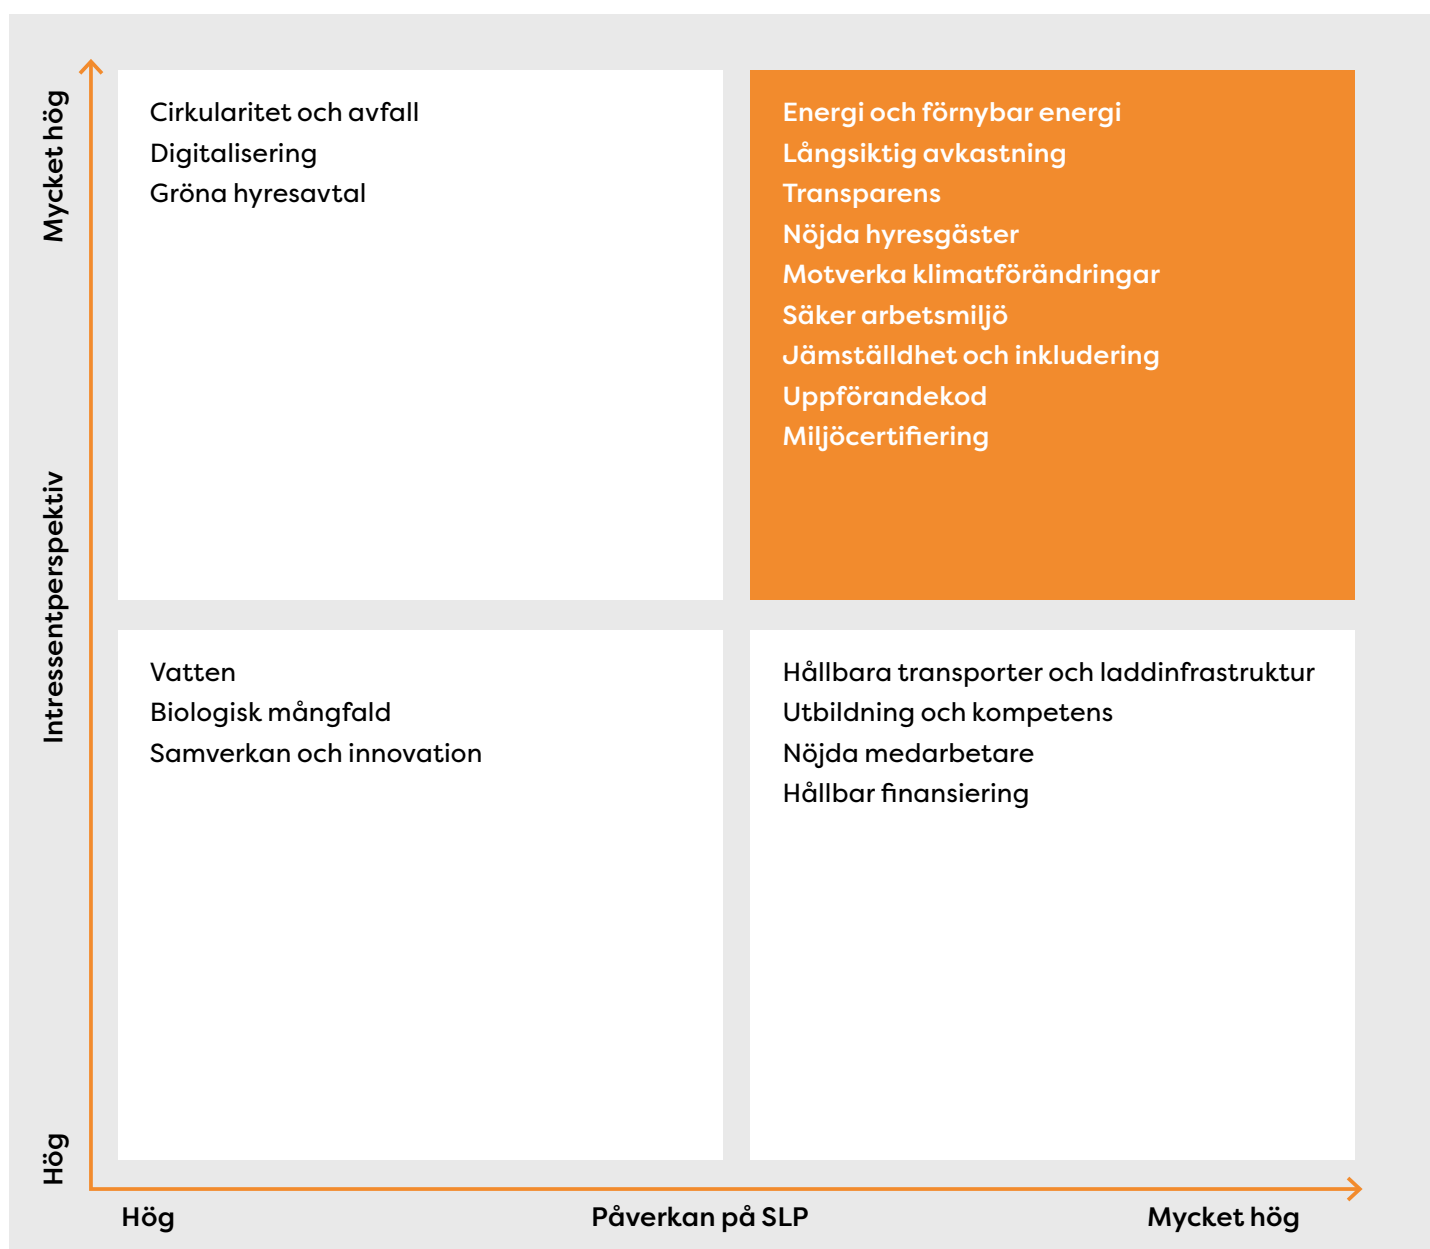 Mycket hög
Intressentperspektiv
Hög
Cirkularitet och avfall
Digitalisering
Gröna hyresavtal
Energi och förnybar energi
Långsiktig avkastning
Transparens
Nöjda hyresgäster
Motverka klimatförändringar
Säker arbetsmiljö
Jämställdhet och inkludering
Uppförandekod
Miljöcertifiering
Vatten
Biologisk mångfald
Samverkan och innovation
Hållbara transporter och laddinfrastruktur
Utbildning och kompetens
Nöjda medarbetare
Hållbar finansiering
Hög
Påverkan på SLP
Mycket hög